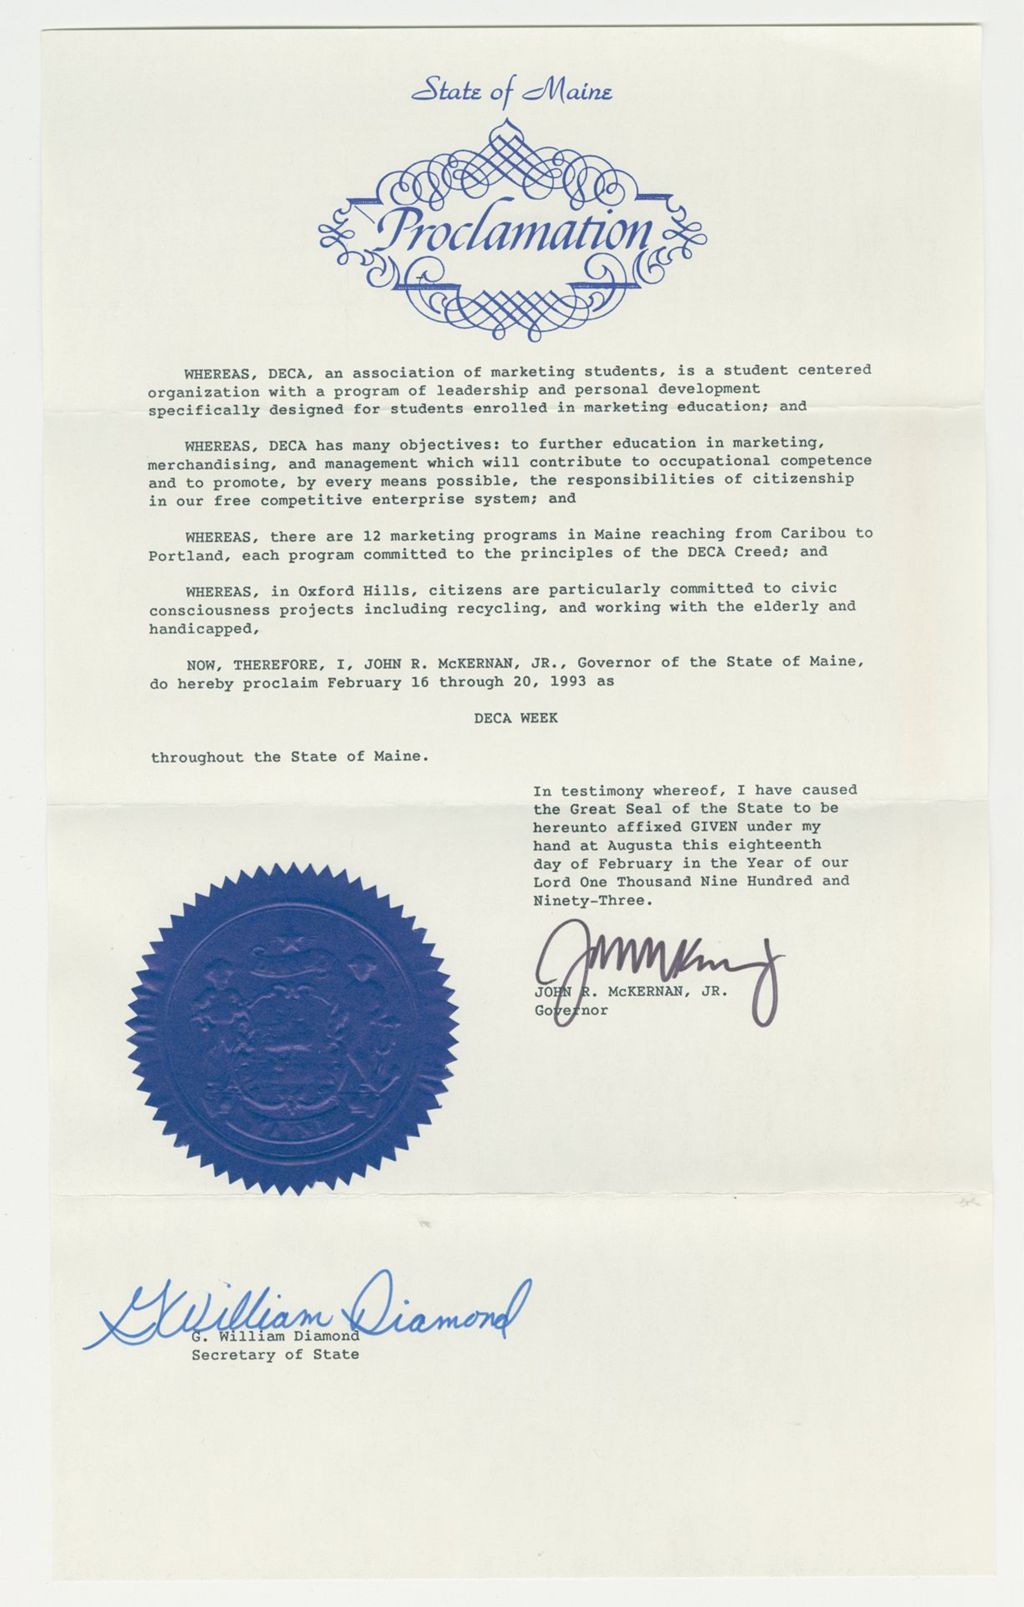 State of Maine
Proclamation
WHEREAS, DECA, an association of marketing students, is a student centered
organization with a program of leadership and personal development
specifically designed for students enrolled in marketing education; and
WHEREAS, DECA has many objectives: to further education in marketing,
merchandising, and management which will contribute to occupational competence
and to promote, by every means possible, the responsibilities of citizenship
in our free competitive enterprise system; and
WHEREAS, there are 12 marketing programs in Maine reaching from Caribou to
Portland, each program committed to the principles of the DECA Creed; and
WHEREAS, in Oxford Hills, citizens are particularly committed to civic
consciousness projects including recycling, and working with the elderly and
handicapped,
NOW, THEREFORE, I, JOHN R. McKERNAN, JR., Governor of the State of Maine,
do hereby proclaim February 16 through 20, 1993 as
DECA WEEK
throughout the State of Maine.
In testimony whereof, I have caused
the Great Seal of the State to be
hereunto affixed GIVEN under my
hand at Augusta this eighteenth
day of February in the Year of our
Lord One Thousand Nine Hundred and
Ninety-Three.
JOHN R. McKERNAN, JR.
Governor
MAINE
G William Diamond
G. William Diamond
Secretary of State